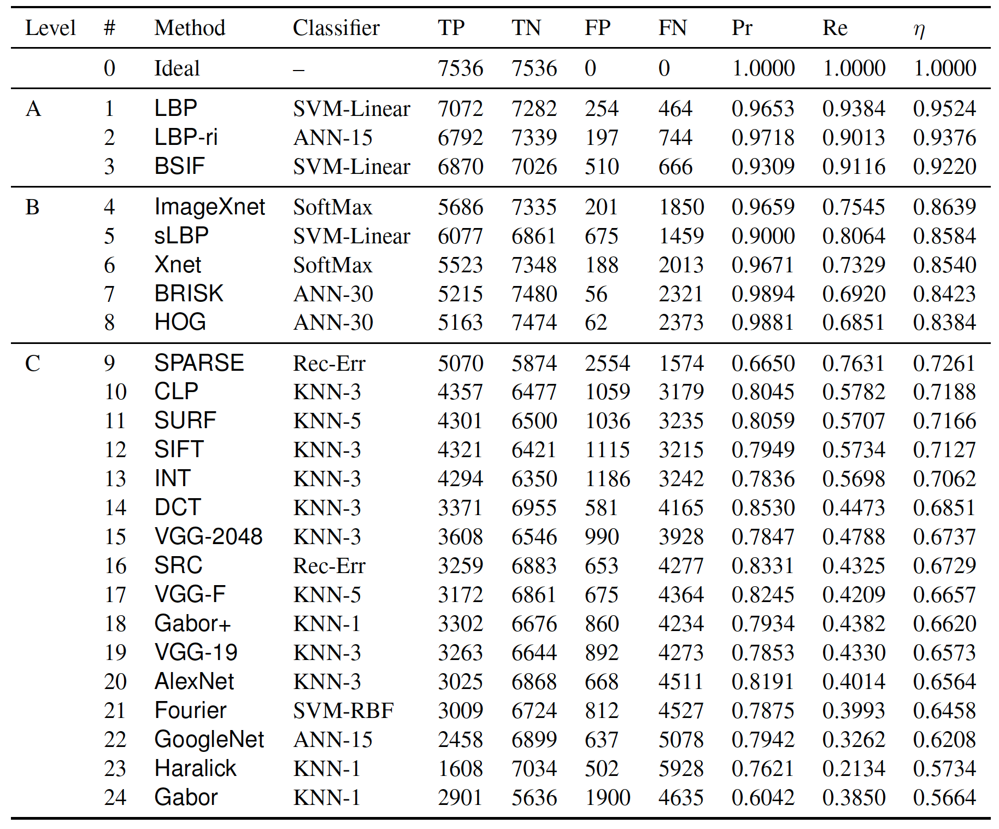 Level # Method Classifier TP TN FP FN Pr Re η
0 Ideal – 7536 7536 0 0 1.0000 1.0000 1.0000
A 1 LBP SVM-Linear 7072 7282 254 464 0.9653 0.9384 0.9524
2 LBP-ri ANN-15 6792 7339 197 744 0.9718 0.9013 0.9376
3 BSIF SVM-Linear 6870 7026 510 666 0.9309 0.9116 0.9220
B 4 ImageXnet SoftMax 5686 7335 201 1850 0.9659 0.7545 0.8639
5 sLBP SVM-Linear 6077 6861 675 1459 0.9000 0.8064 0.8584
6 Xnet SoftMax 5523 7348 188 2013 0.9671 0.7329 0.8540
7 BRISK ANN-30 5215 7480 56 2321 0.9894 0.6920 0.8423
8 HOG ANN-30 5163 7474 62 2373 0.9881 0.6851 0.8384
C 9 SPARSE Rec-Err 5070 5874 2554 1574 0.6650 0.7631 0.7261
10 CLP KNN-3 4357 6477 1059 3179 0.8045 0.5782 0.7188
11 SURF KNN-5 4301 6500 1036 3235 0.8059 0.5707 0.7166
12 SIFT KNN-3 4321 6421 1115 3215 0.7949 0.5734 0.7127
13 INT KNN-3 4294 6350 1186 3242 0.7836 0.5698 0.7062
14 DCT KNN-3 3371 6955 581 4165 0.8530 0.4473 0.6851
15 VGG-2048 KNN-3 3608 6546 990 3928 0.7847 0.4788 0.6737
16 SRC Rec-Err 3259 6883 653 4277 0.8331 0.4325 0.6729
17 VGG-F KNN-5 3172 6861 675 4364 0.8245 0.4209 0.6657
18 Gabor+ KNN-1 3302 6676 860 4234 0.7934 0.4382 0.6620
19 VGG-19 KNN-3 3263 6644 892 4273 0.7853 0.4330 0.6573
20 AlexNet KNN-3 3025 6868 668 4511 0.8191 0.4014 0.6564
21 Fourier SVM-RBF 3009 6724 812 4527 0.7875 0.3993 0.6458
22 GoogleNet ANN-15 2458 6899 637 5078 0.7942 0.3262 0.6208
23 Haralick KNN-1 1608 7034 502 5928 0.7621 0.2134 0.5734
24 Gabor KNN-1 2901 5636 1900 4635 0.6042 0.3850 0.5664